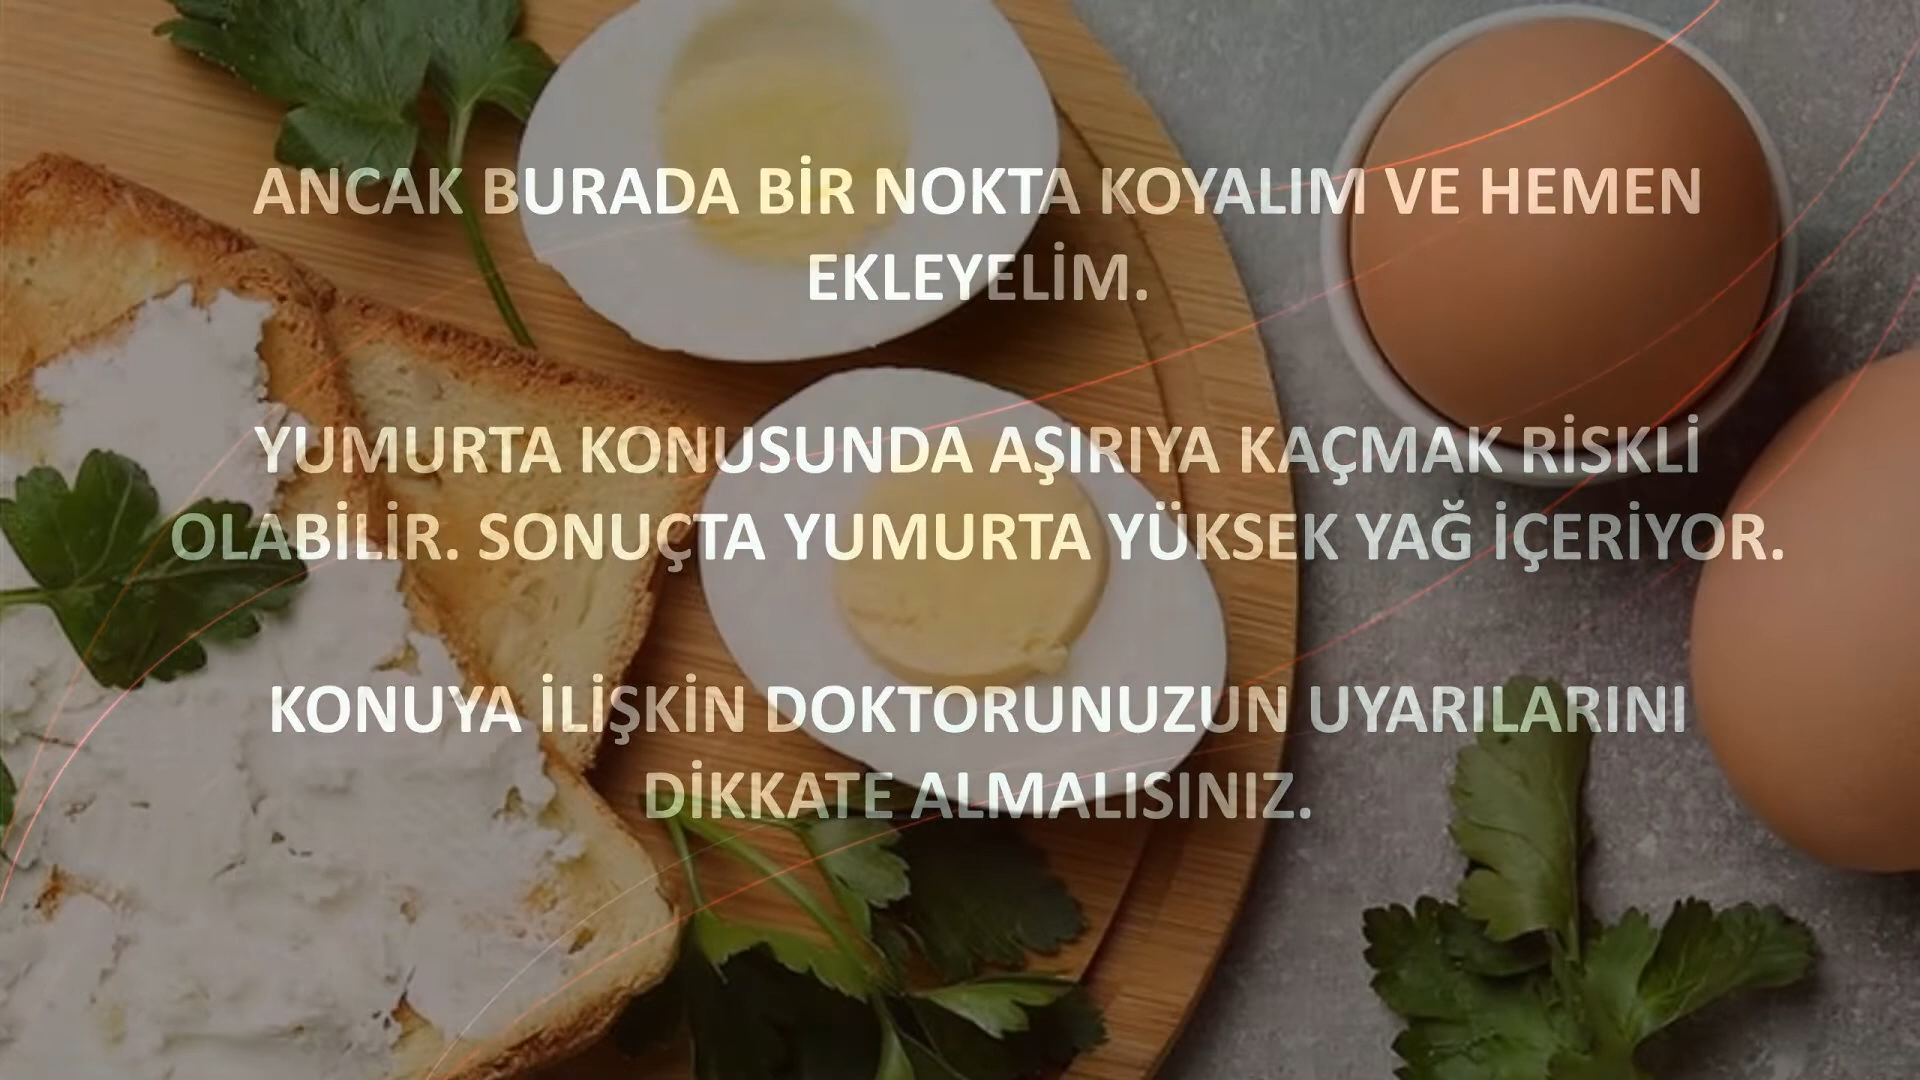 ANCAK BURADA BİR NOKTA KOYALIM VE HEMEN
EKLEYELİM.
YUMURTA KONUSUNDA AŞIRIYA KAÇMAK RİSKLİ
OLABİLİR. SONUÇTA YUMURTA YÜKSEK YAĞ İÇERİYOR.
KONUYA İLİŞKİN DOKTORUNUZUN UYARILARINI
DİKKATE ALMALISINIZ.